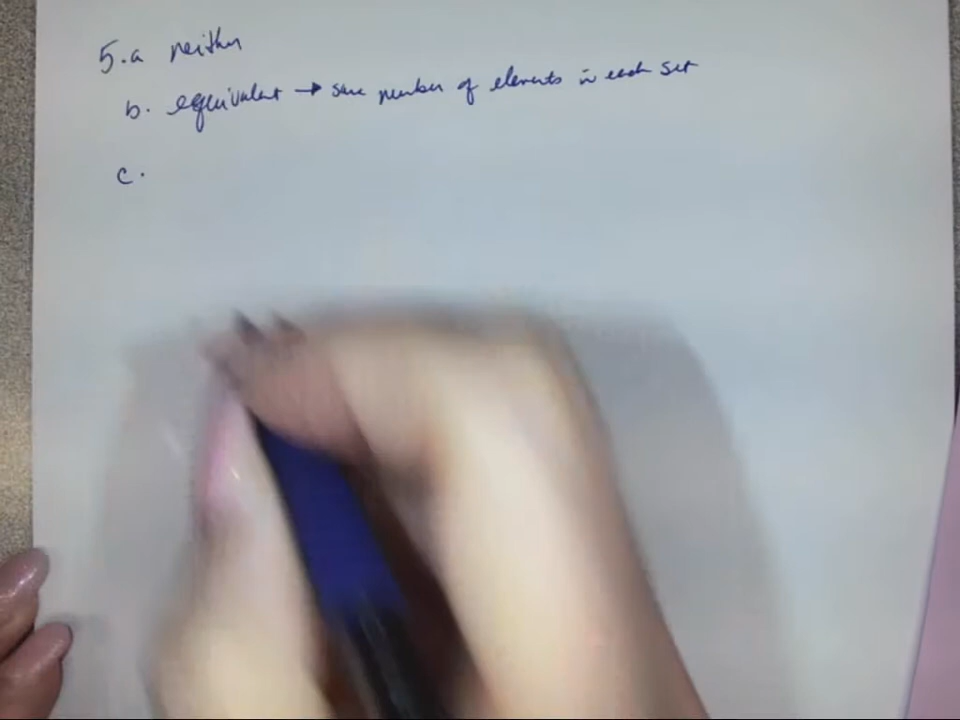 5.a neither
b. equivalent → same number of elements in each set
c.